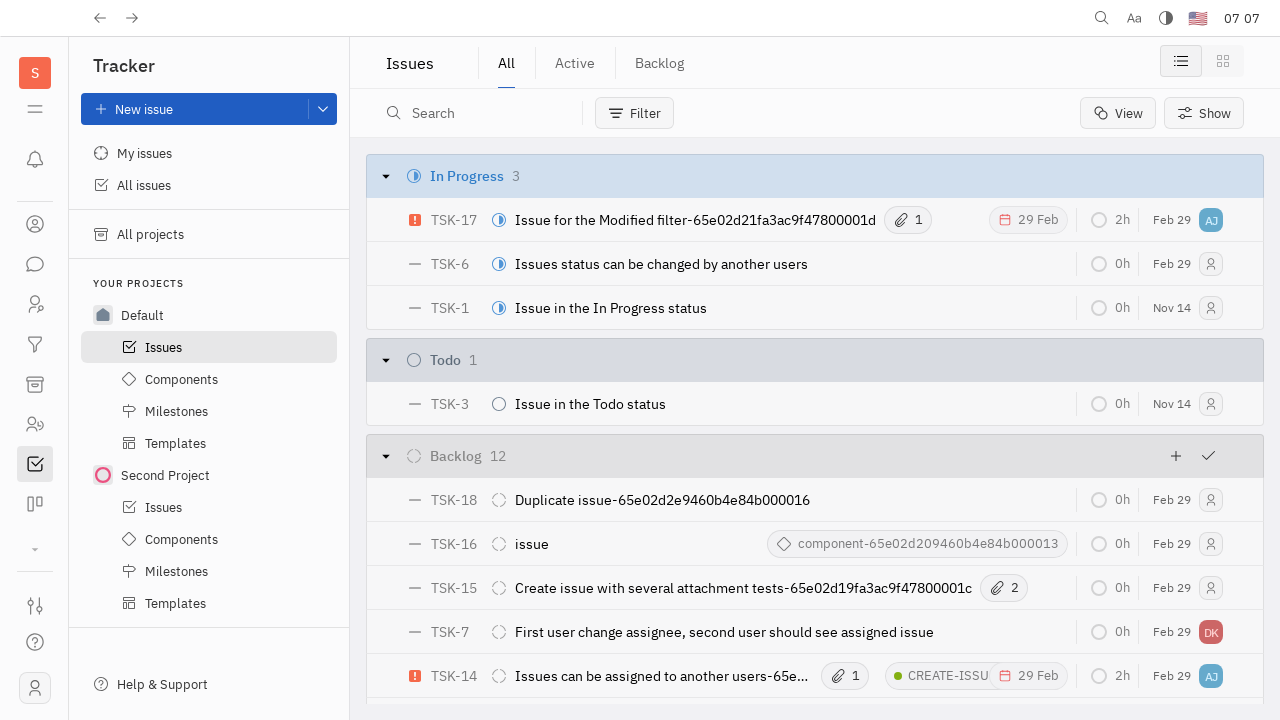 Aa
07 07
S
Tracker
New issue
My issues
All issues
All projects
YOUR PROJECTS
Default
Issues
Components
Milestones
Templates
Second Project
Issues
Components
Milestones
Templates
Help & Support
Issues
All
Active
Backlog
Search
Filter
View
Show
In Progress 3
TSK-17 Issue for the Modified filter-65e02d21fa3ac9f47800001d 1 29 Feb 2h Feb 29 AJ
TSK-6 Issues status can be changed by another users 0h Feb 29
TSK-1 Issue in the In Progress status 0h Nov 14
Todo 1
TSK-3 Issue in the Todo status 0h Nov 14
Backlog 12
TSK-18 Duplicate issue-65e02d2e9460b4e84b000016 0h Feb 29
TSK-16 issue component-65e02d209460b4e84b000013 0h Feb 29
TSK-15 Create issue with several attachment tests-65e02d19fa3ac9f47800001c 2 0h Feb 29
TSK-7 First user change assignee, second user should see assigned issue 0h Feb 29 DK
TSK-14 Issues can be assigned to another users-65e... 1 CREATE-ISSU 29 Feb 2h Feb 29 AJ